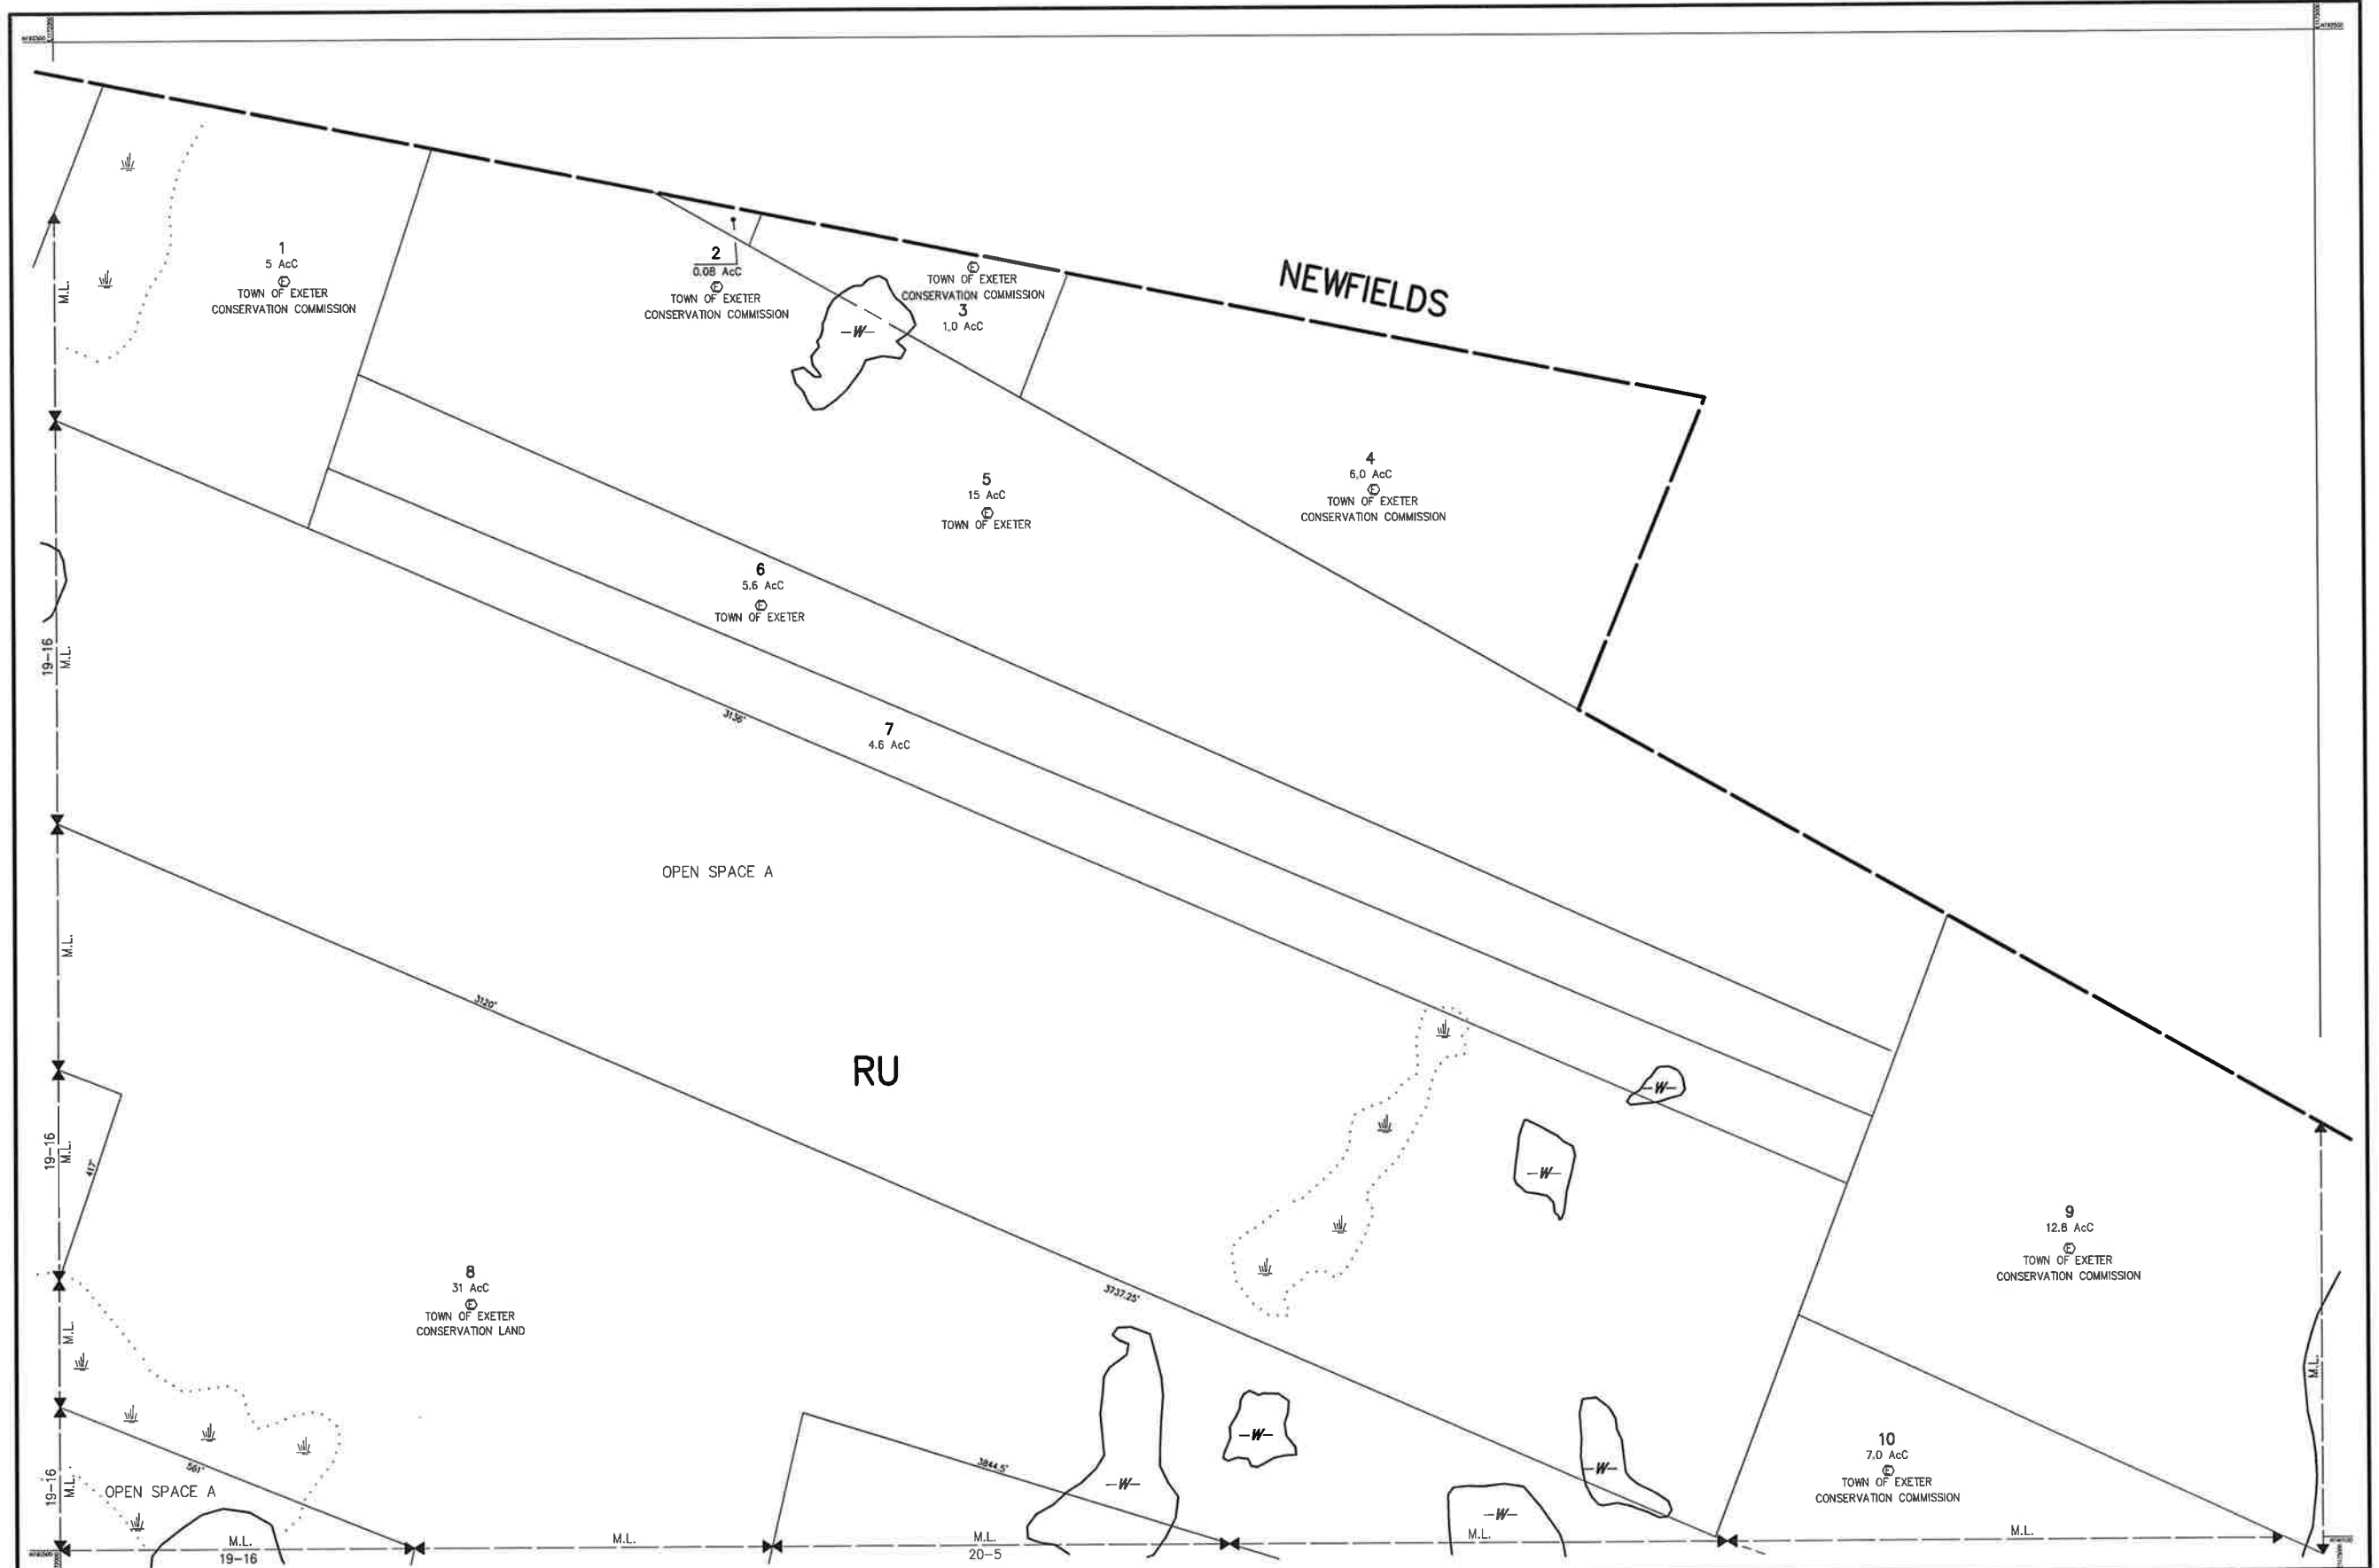 1
5 AcC
E
TOWN OF EXETER
CONSERVATION COMMISSION
2
0.08 AcC
E
TOWN OF EXETER
CONSERVATION COMMISSION
E
TOWN OF EXETER
CONSERVATION COMMISSION
3
1.0 AcC
NEWFIELDS
-W-
M.L.
4
6.0 AcC
E
TOWN OF EXETER
CONSERVATION COMMISSION
5
15 AcC
E
TOWN OF EXETER
6
5.6 AcC
E
TOWN OF EXETER
19-16
M.L.
3136'
7
4.6 AcC
OPEN SPACE A
M.L.
3120'
RU
-W-
19-16
M.L.
417'
-W-
9
12.8 AcC
E
TOWN OF EXETER
CONSERVATION COMMISSION
8
31 AcC
E
TOWN OF EXETER
CONSERVATION LAND
3737.25'
M.L.
M.L.
-W-
10
7.0 AcC
E
TOWN OF EXETER
CONSERVATION COMMISSION
561'
3844.5'
-W-
-W-
19-16
M.L.
OPEN SPACE A
-W-
M.L.
19-16
M.L.
M.L.
20-5
M.L.
M.L.